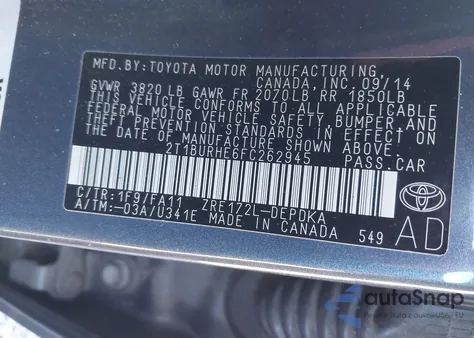 MFD.BY: TOYOTA MOTOR MANUFACTURING
CANADA, INC. 09/14
GVWR 3820 LB GAWR FR 2070LB RR 1950LB
THIS VEHICLE CONFORMS TO ALL APPLICABLE
FEDERAL MOTOR VEHICLE SAFETY, BUMPER AND
THEFT PREVENTION STANDARDS IN EFFECT ON
THE DATE OF MANUFACTURE SHOWN ABOVE.
2T1BURHE6FC262945 PASS.CAR
C/TR: 1F9/FA11 ZRE172L-DEPDKA
A/TM: -03A/U341E MADE IN CANADA 549
AD
autoSnap